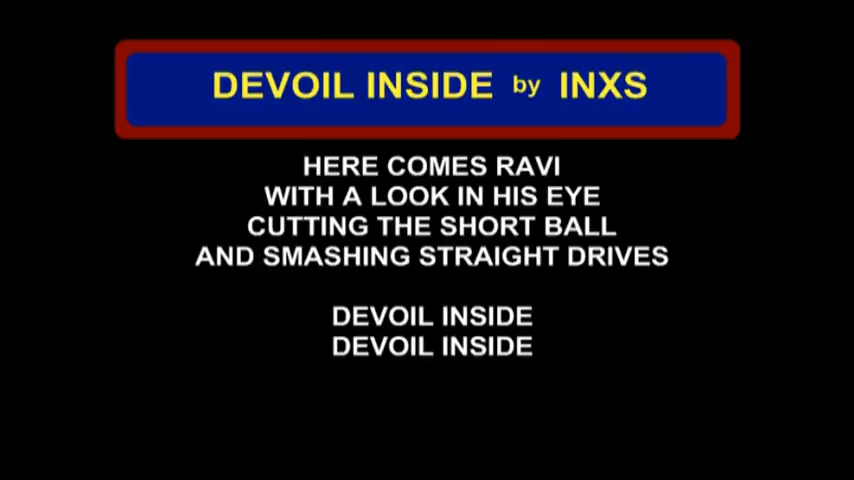 DEVOIL INSIDE by INXS
HERE COMES RAVI
WITH A LOOK IN HIS EYE
CUTTING THE SHORT BALL
AND SMASHING STRAIGHT DRIVES
DEVOIL INSIDE
DEVOIL INSIDE